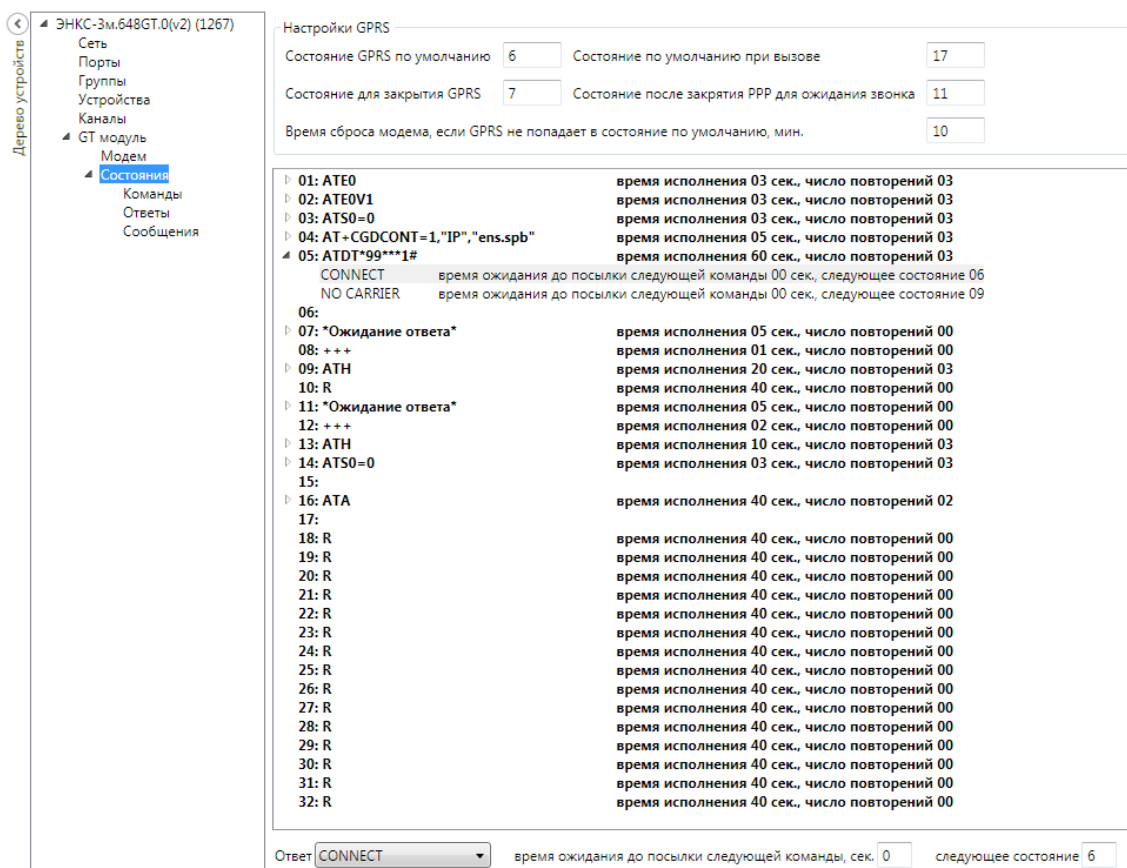 Дерево устройств
ЭНКС-3м.648GT.0(v2) (1267)
Сеть
Порты
Группы
Устройства
Каналы
GT модуль
Модем
Состояния
Команды
Ответы
Сообщения
Настройки GPRS
Состояние GPRS по умолчанию 6 Состояние по умолчанию при вызове 17
Состояние для закрытия GPRS 7 Состояние после закрятия PPP для ожидания звонка 11
Время сброса модема, если GPRS не попадает в состояние по умолчанию, мин. 10
01: ATE0 время исполнения 03 сек., число повторений 03
02: ATE0V1 время исполнения 03 сек., число повторений 03
03: ATS0=0 время исполнения 03 сек., число повторений 03
04: AT+CGDCONT=1,"IP","ens.spb" время исполнения 05 сек., число повторений 03
05: ATDT*99***1# время исполнения 60 сек., число повторений 03
CONNECT время ожидания до посылки следующей команды 00 сек., следующее состояние 06
NO CARRIER время ожидания до посылки следующей команды 00 сек., следующее состояние 09
06:
07: *Ожидание ответа* время исполнения 05 сек., число повторений 00
08: +++ время исполнения 01 сек., число повторений 00
09: ATH время исполнения 20 сек., число повторений 03
10: R время исполнения 40 сек., число повторений 00
11: *Ожидание ответа* время исполнения 05 сек., число повторений 00
12: +++ время исполнения 02 сек., число повторений 00
13: ATH время исполнения 10 сек., число повторений 03
14: ATS0=0 время исполнения 03 сек., число повторений 03
15:
16: ATA время исполнения 40 сек., число повторений 02
17:
18: R время исполнения 40 сек., число повторений 00
19: R время исполнения 40 сек., число повторений 00
20: R время исполнения 40 сек., число повторений 00
21: R время исполнения 40 сек., число повторений 00
22: R время исполнения 40 сек., число повторений 00
23: R время исполнения 40 сек., число повторений 00
24: R время исполнения 40 сек., число повторений 00
25: R время исполнения 40 сек., число повторений 00
26: R время исполнения 40 сек., число повторений 00
27: R время исполнения 40 сек., число повторений 00
28: R время исполнения 40 сек., число повторений 00
29: R время исполнения 40 сек., число повторений 00
30: R время исполнения 40 сек., число повторений 00
31: R время исполнения 40 сек., число повторений 00
32: R время исполнения 40 сек., число повторений 00
Ответ CONNECT время ожидания до посылки следующей команды, сек. 0 следующее состояние 6